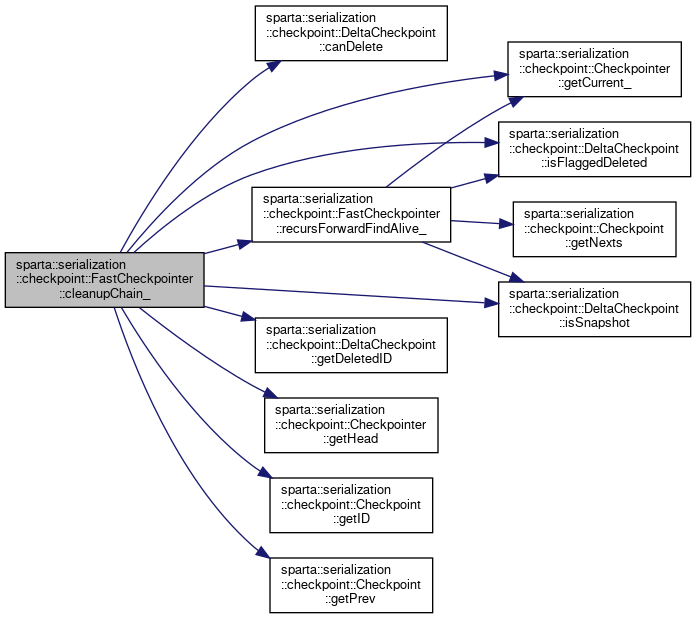 sparta::serialization
::checkpoint::DeltaCheckpoint
::canDelete
sparta::serialization
::checkpoint::Checkpointer
::getCurrent_
sparta::serialization
::checkpoint::DeltaCheckpoint
::isFlaggedDeleted
sparta::serialization
::checkpoint::FastCheckpointer
::recursForwardFindAlive_
sparta::serialization
::checkpoint::Checkpoint
::getNexts
sparta::serialization
::checkpoint::FastCheckpointer
::cleanupChain_
sparta::serialization
::checkpoint::DeltaCheckpoint
::isSnapshot
sparta::serialization
::checkpoint::DeltaCheckpoint
::getDeletedID
sparta::serialization
::checkpoint::Checkpointer
::getHead
sparta::serialization
::checkpoint::Checkpoint
::getID
sparta::serialization
::checkpoint::Checkpoint
::getPrev